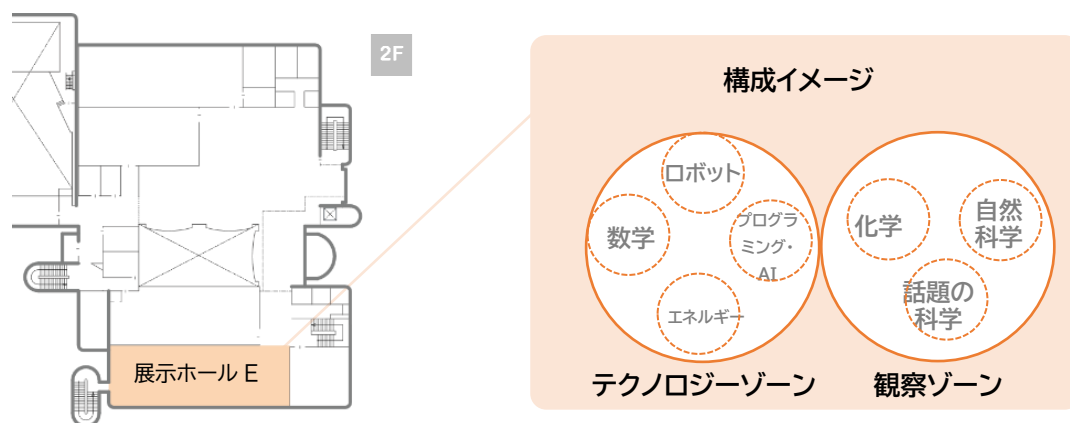 2F
展示ホール E
構成イメージ
ロボット
数学
プログラ
ミング・
AI
エネルギー
テクノロジーゾーン
化学
自然
科学
話題の
科学
観察ゾーン